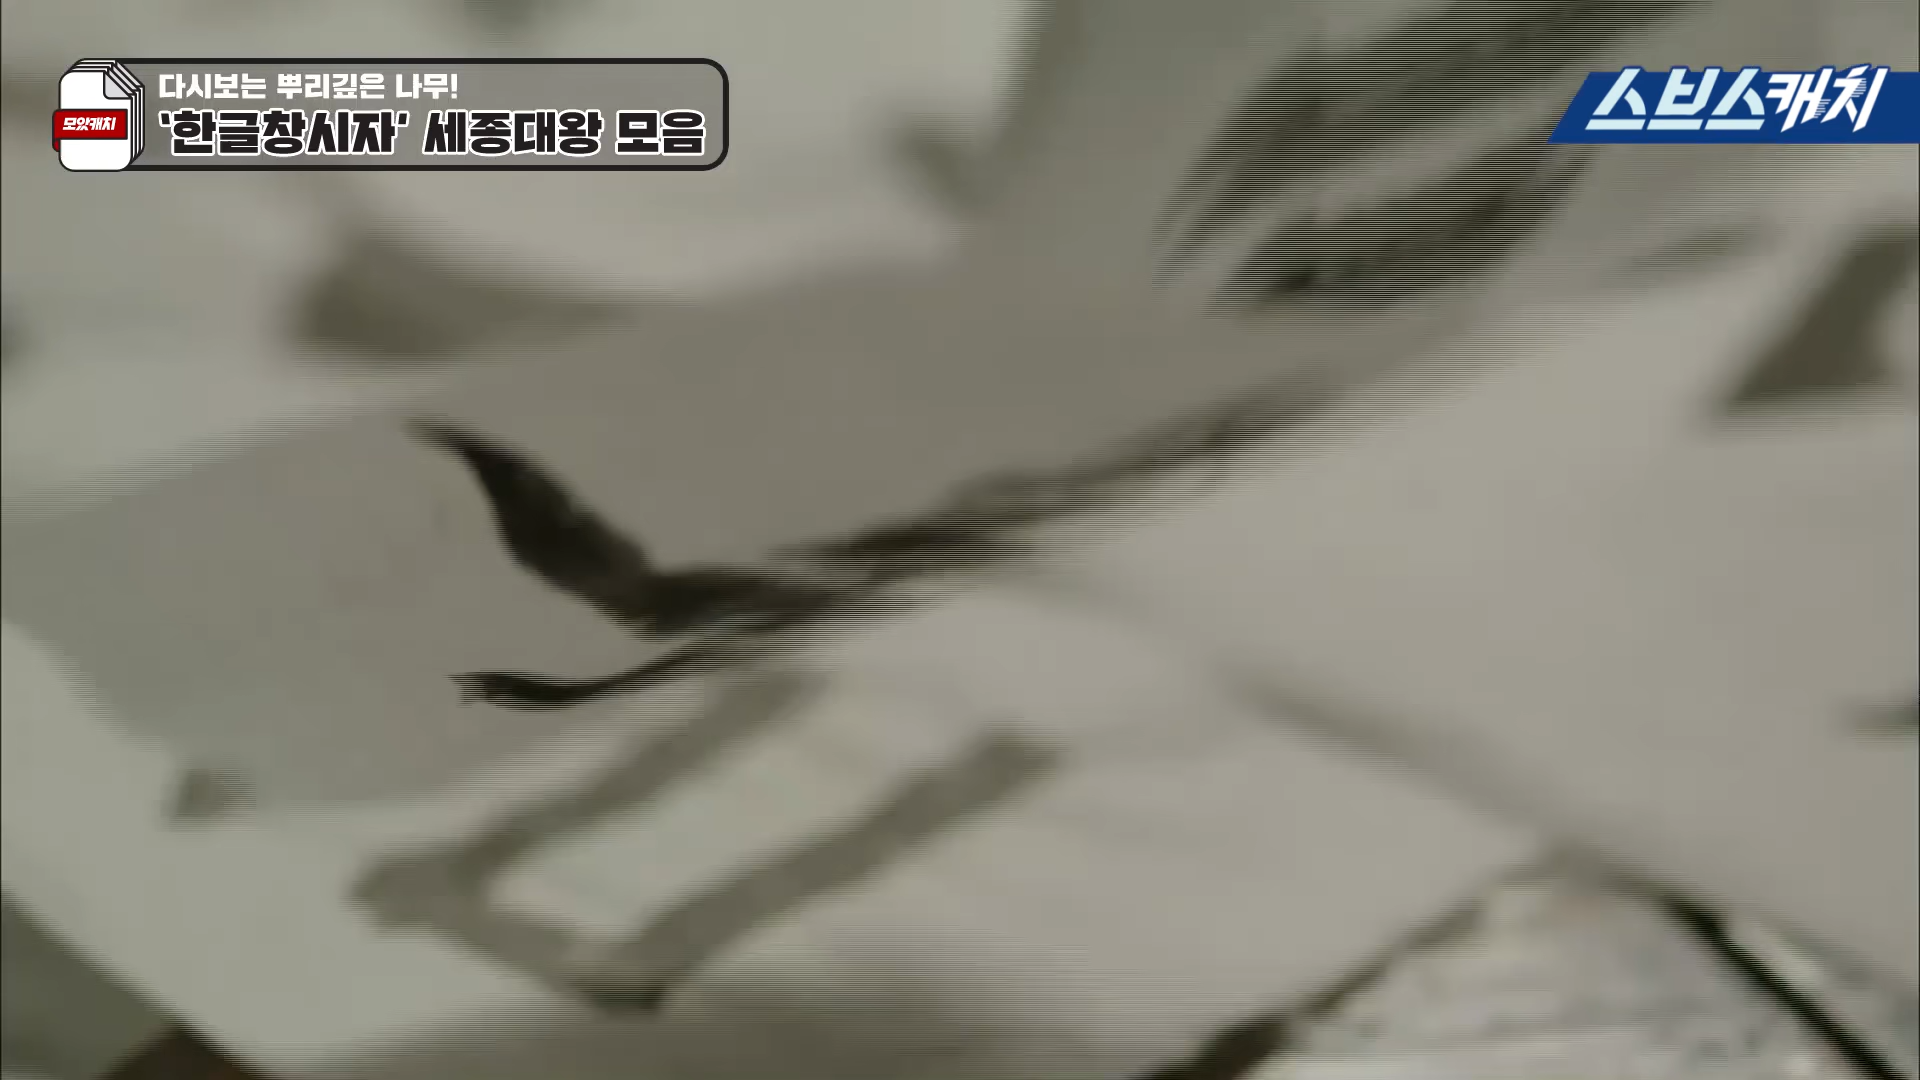 다시보는 뿌리깊은 나무!
모았캐치
'한글창시자' 세종대왕 모음
스브스캐치